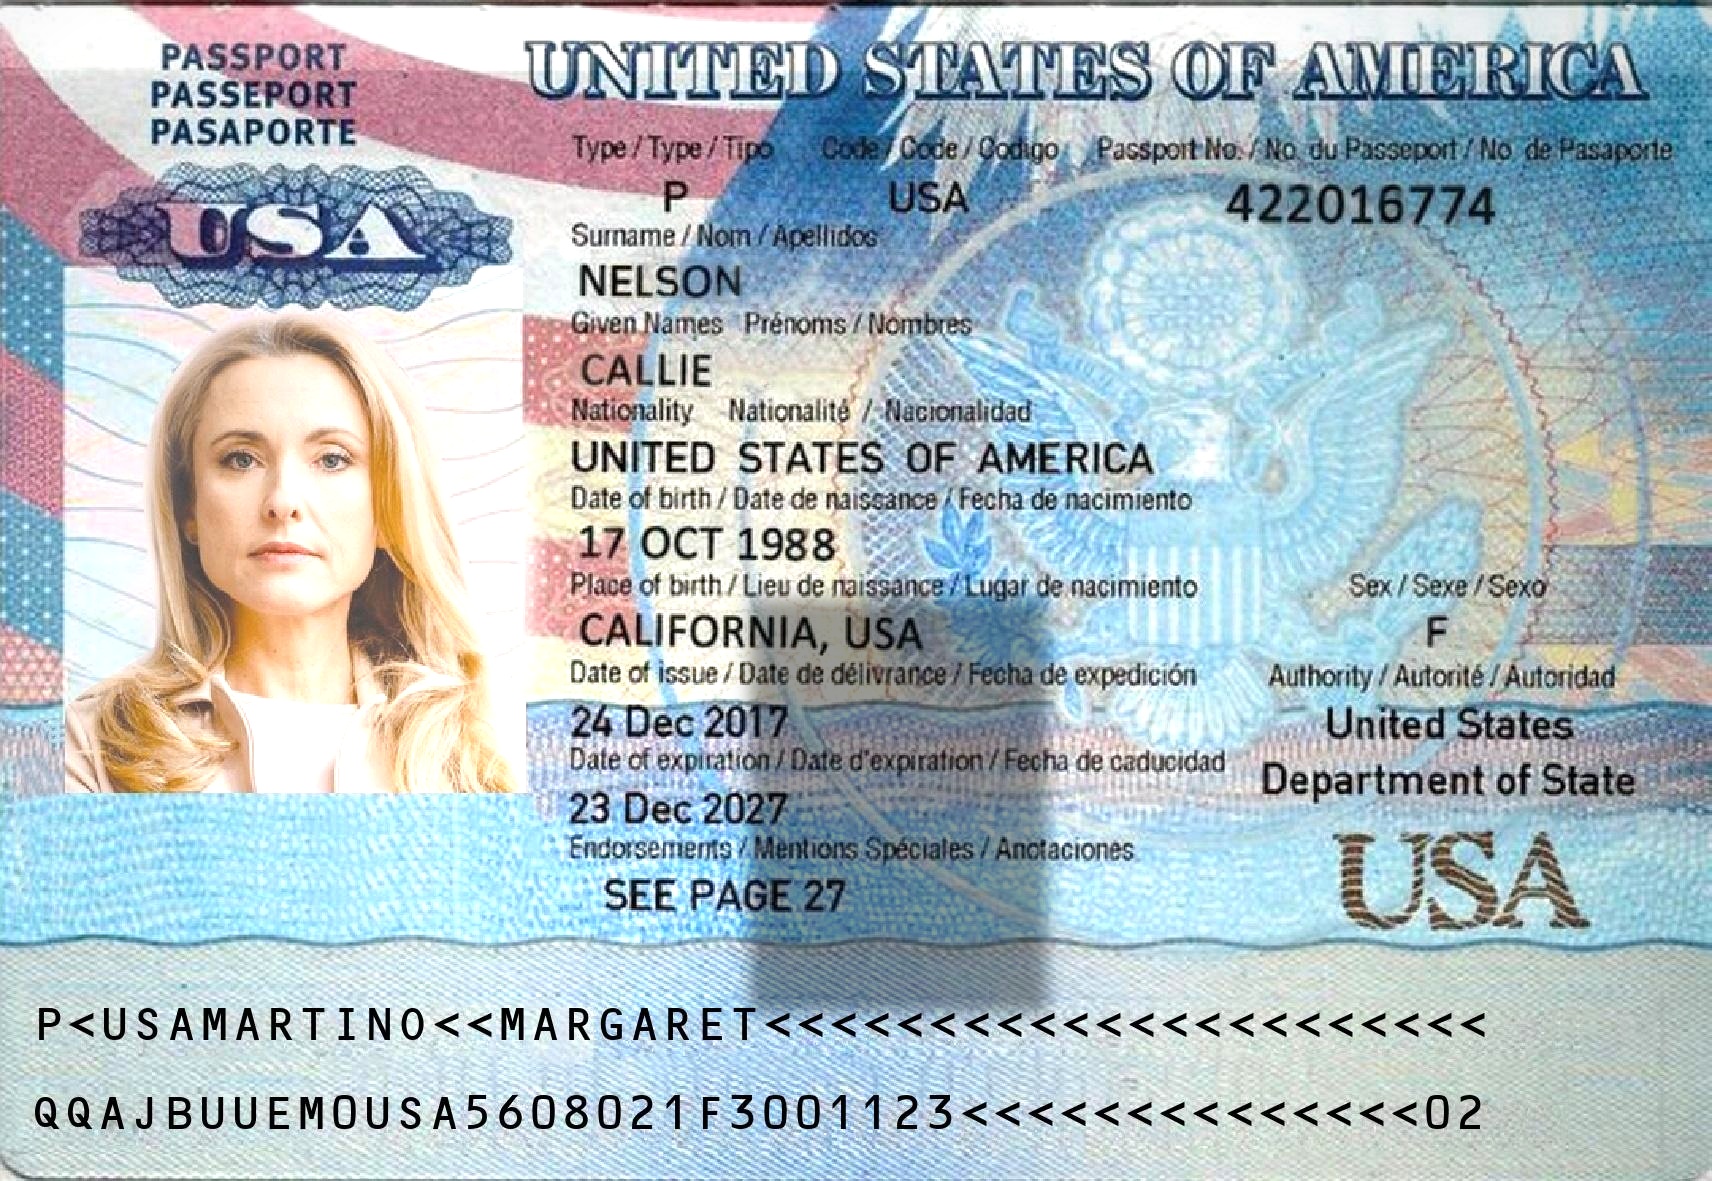 PASSPORT
PASSEPORT
PASAPORTE
USA
UNITED STATES OF AMERICA
Type / Type / Tipo Code / Code / Codigo Passport No. / No. du Passeport / No de Pasaporte
P USA 422016774
Surname / Nom / Apellidos
NELSON
Given Names Prénoms / Nombres
CALLIE
Nationality Nationalité / Nacionalidad
UNITED STATES OF AMERICA
Date of birth / Date de naissance / Fecha de nacimiento
17 OCT 1988
Place of birth / Lieu de naissance / Lugar de nacimiento Sex / Sexe / Sexo
CALIFORNIA, USA F
Date of issue / Date de délivrance / Fecha de expedición Authority / Autorité / Autoridad
24 Dec 2017 United States
Date of expiration / Date d'expiration / Fecha de caducidad Department of State
23 Dec 2027
Endorsements / Mentions Spéciales / Anotaciones
SEE PAGE 27
USA
P<USAMARTINO<<MARGARET<<<<<<<<<<<<<<<<<<<<<<
QQAJBUUEM0USA5608021F3001123<<<<<<<<<<<<<<02